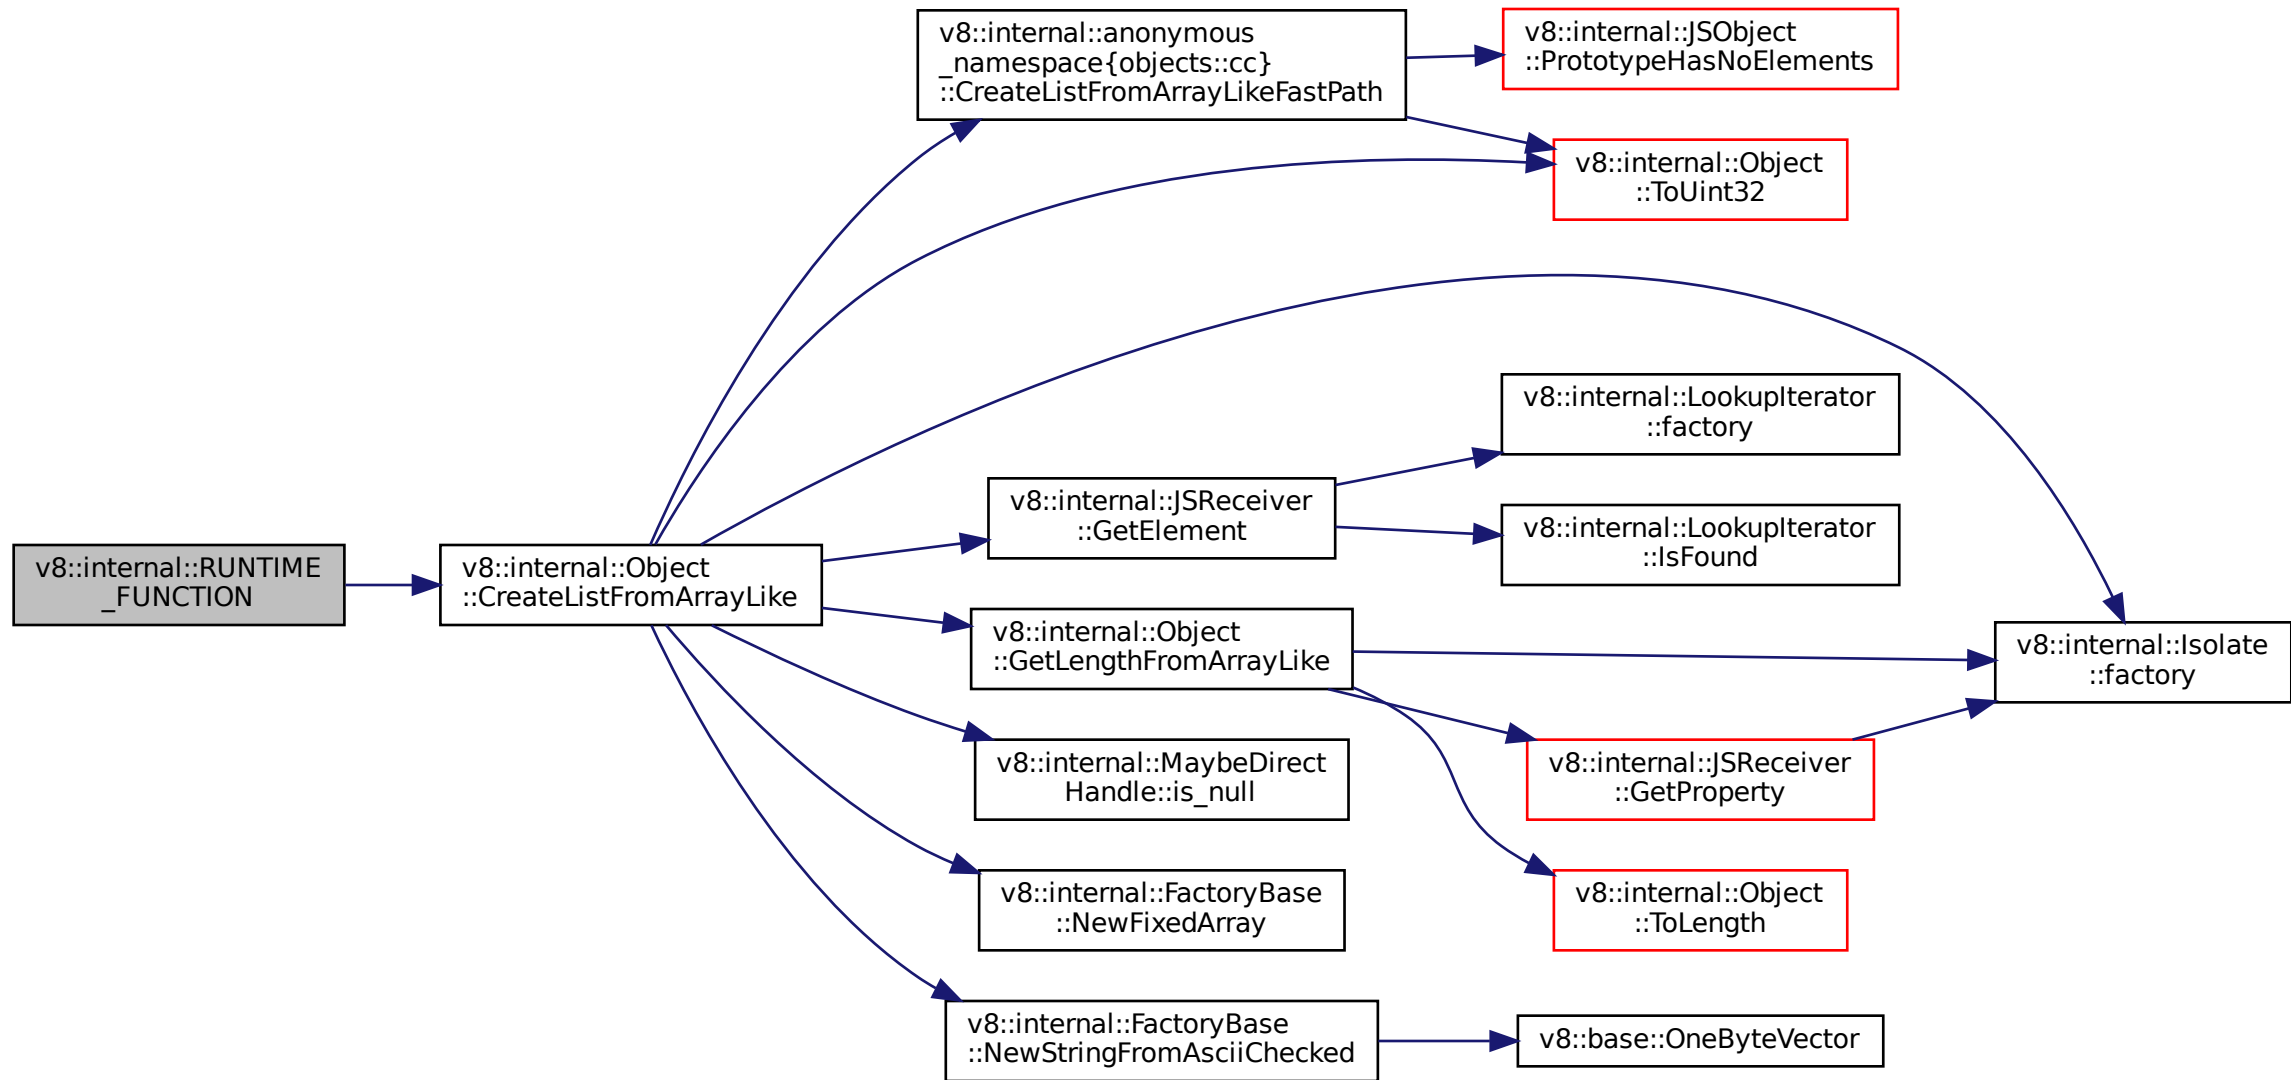 v8::internal::RUNTIME
_FUNCTION
v8::internal::Object
::CreateListFromArrayLike
v8::internal::anonymous
_namespace{objects::cc}
::CreateListFromArrayLikeFastPath
v8::internal::JSObject
::PrototypeHasNoElements
v8::internal::Object
::ToUint32
v8::internal::JSReceiver
::GetElement
v8::internal::LookupIterator
::factory
v8::internal::LookupIterator
::IsFound
v8::internal::Object
::GetLengthFromArrayLike
v8::internal::Isolate
::factory
v8::internal::MaybeDirect
Handle::is_null
v8::internal::JSReceiver
::GetProperty
v8::internal::FactoryBase
::NewFixedArray
v8::internal::Object
::ToLength
v8::internal::FactoryBase
::NewStringFromAsciiChecked
v8::base::OneByteVector